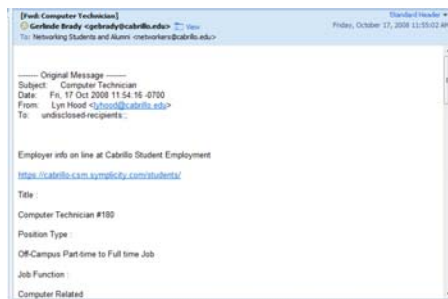 [Fwd: Computer Technician]
Standard Header
Gerlinde Brady <gebrady@cabrillo.edu> View
Friday, October 17, 2008 11:55:02 AM
To: Networking Students and Alumni <networkers@cabrillo.edu>
-------- Original Message --------
Subject: Computer Technician
Date: Fri, 17 Oct 2008 11:54:16 -0700
From: Lyn Hood <lyhood@cabrillo.edu>
To: undisclosed-recipients:;
Employer info on line at Cabrillo Student Employment
https://cabrillo-csm.symplicity.com/students/
Title :
Computer Technician #180
Position Type :
Off-Campus Part-time to Full time Job
Job Function :
Computer Related